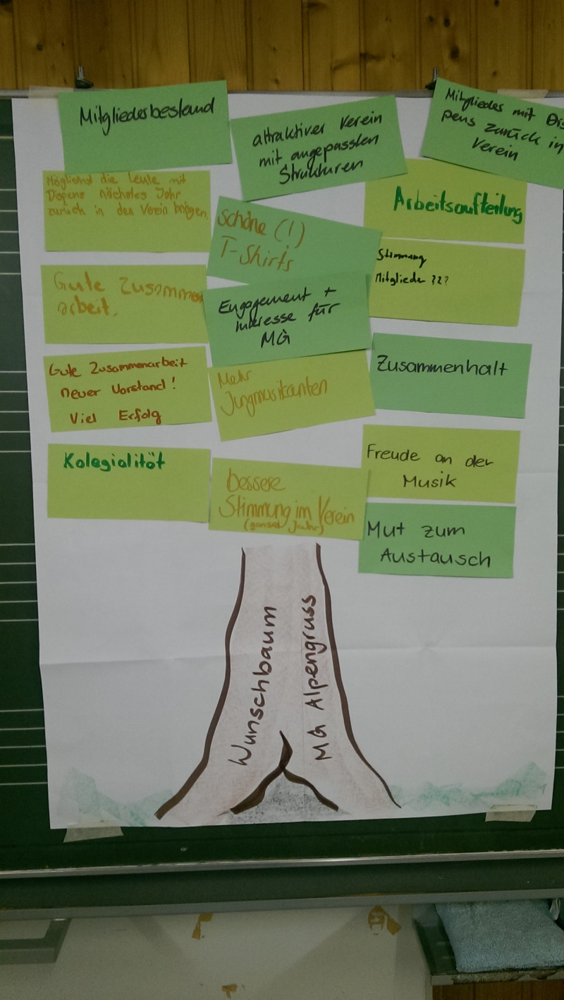 Mitgliederbestand
attraktiver Verein
mit angepassten
Strukturen
Mitglieder mit Dis
pens zurück in
Verein
Möglichst die Leute mit
Dispens nächstes Jahr
zurück in den Verein bringen.
Schöne (!)
T-Shirts
Arbeitsaufteilung
Stimmung
Mitglieder ???
Gute Zusammen
arbeit.
Engagement +
Interesse für
MG
Zusammenhalt
Gute Zusammenarbeit
neuer Vorstand!
Viel Erfolg
Mehr
Jungmusikanten
Freude an der
Musik
Kolegialität
bessere
Stimmung im Verein
(ganzes Jahr)
Mut zum
Austausch
Wunschbaum
MG Alpengruss